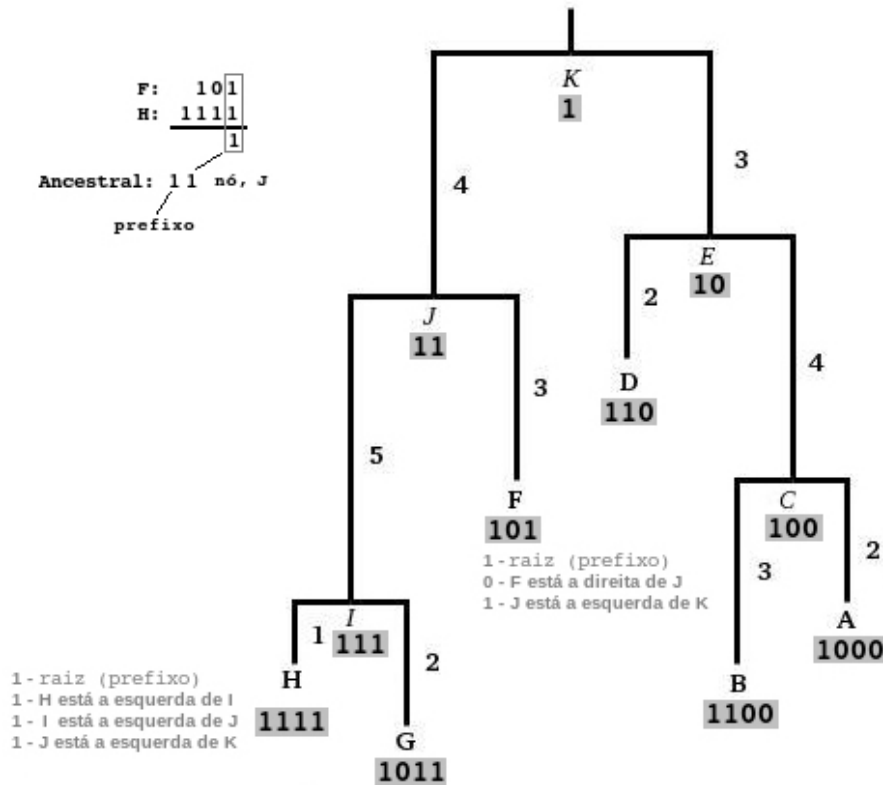 K
1
F: 101
H: 1111
1
Ancestral: 11 nó, J
prefixo
4
3
E
10
2
J
11
D
110
4
3
5
F
101
1 - raiz (prefixo)
0 - F está a direita de J
1 - J está a esquerda de K
C
100
3
2
I
111
1
2
A
1000
1 - raiz (prefixo)
1 - H está a esquerda de I
1 - I está a esquerda de J
1 - J está a esquerda de K
H
1111
B
1100
G
1011